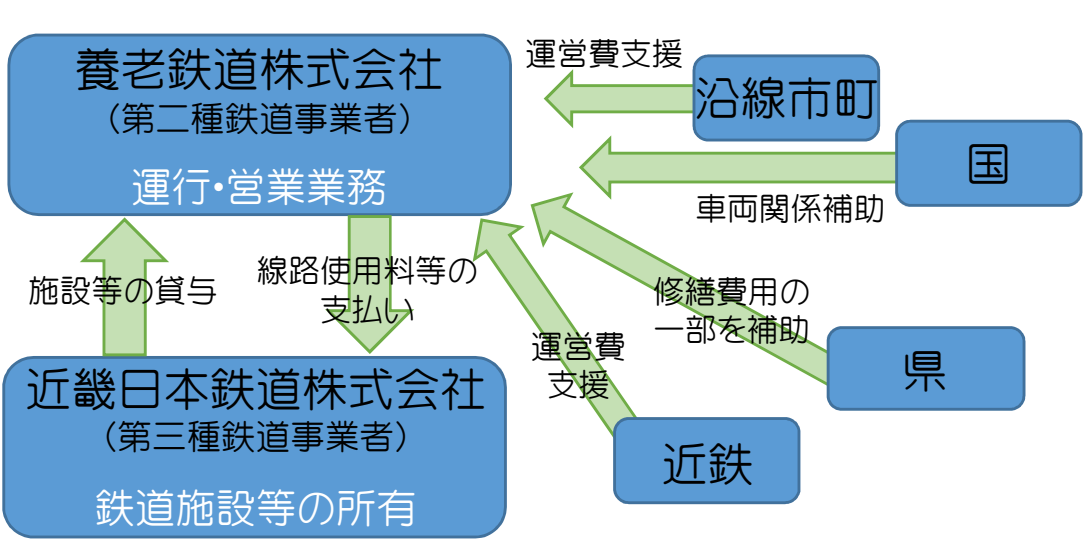 養老鉄道株式会社
（第二種鉄道事業者）
運行・営業業務
運営費支援
沿線市町
国
車両関係補助
施設等の貸与
線路使用料等の
支払い
修繕費用の
一部を補助
県
運営費
支援
近鉄
近畿日本鉄道株式会社
（第三種鉄道事業者）
鉄道施設等の所有